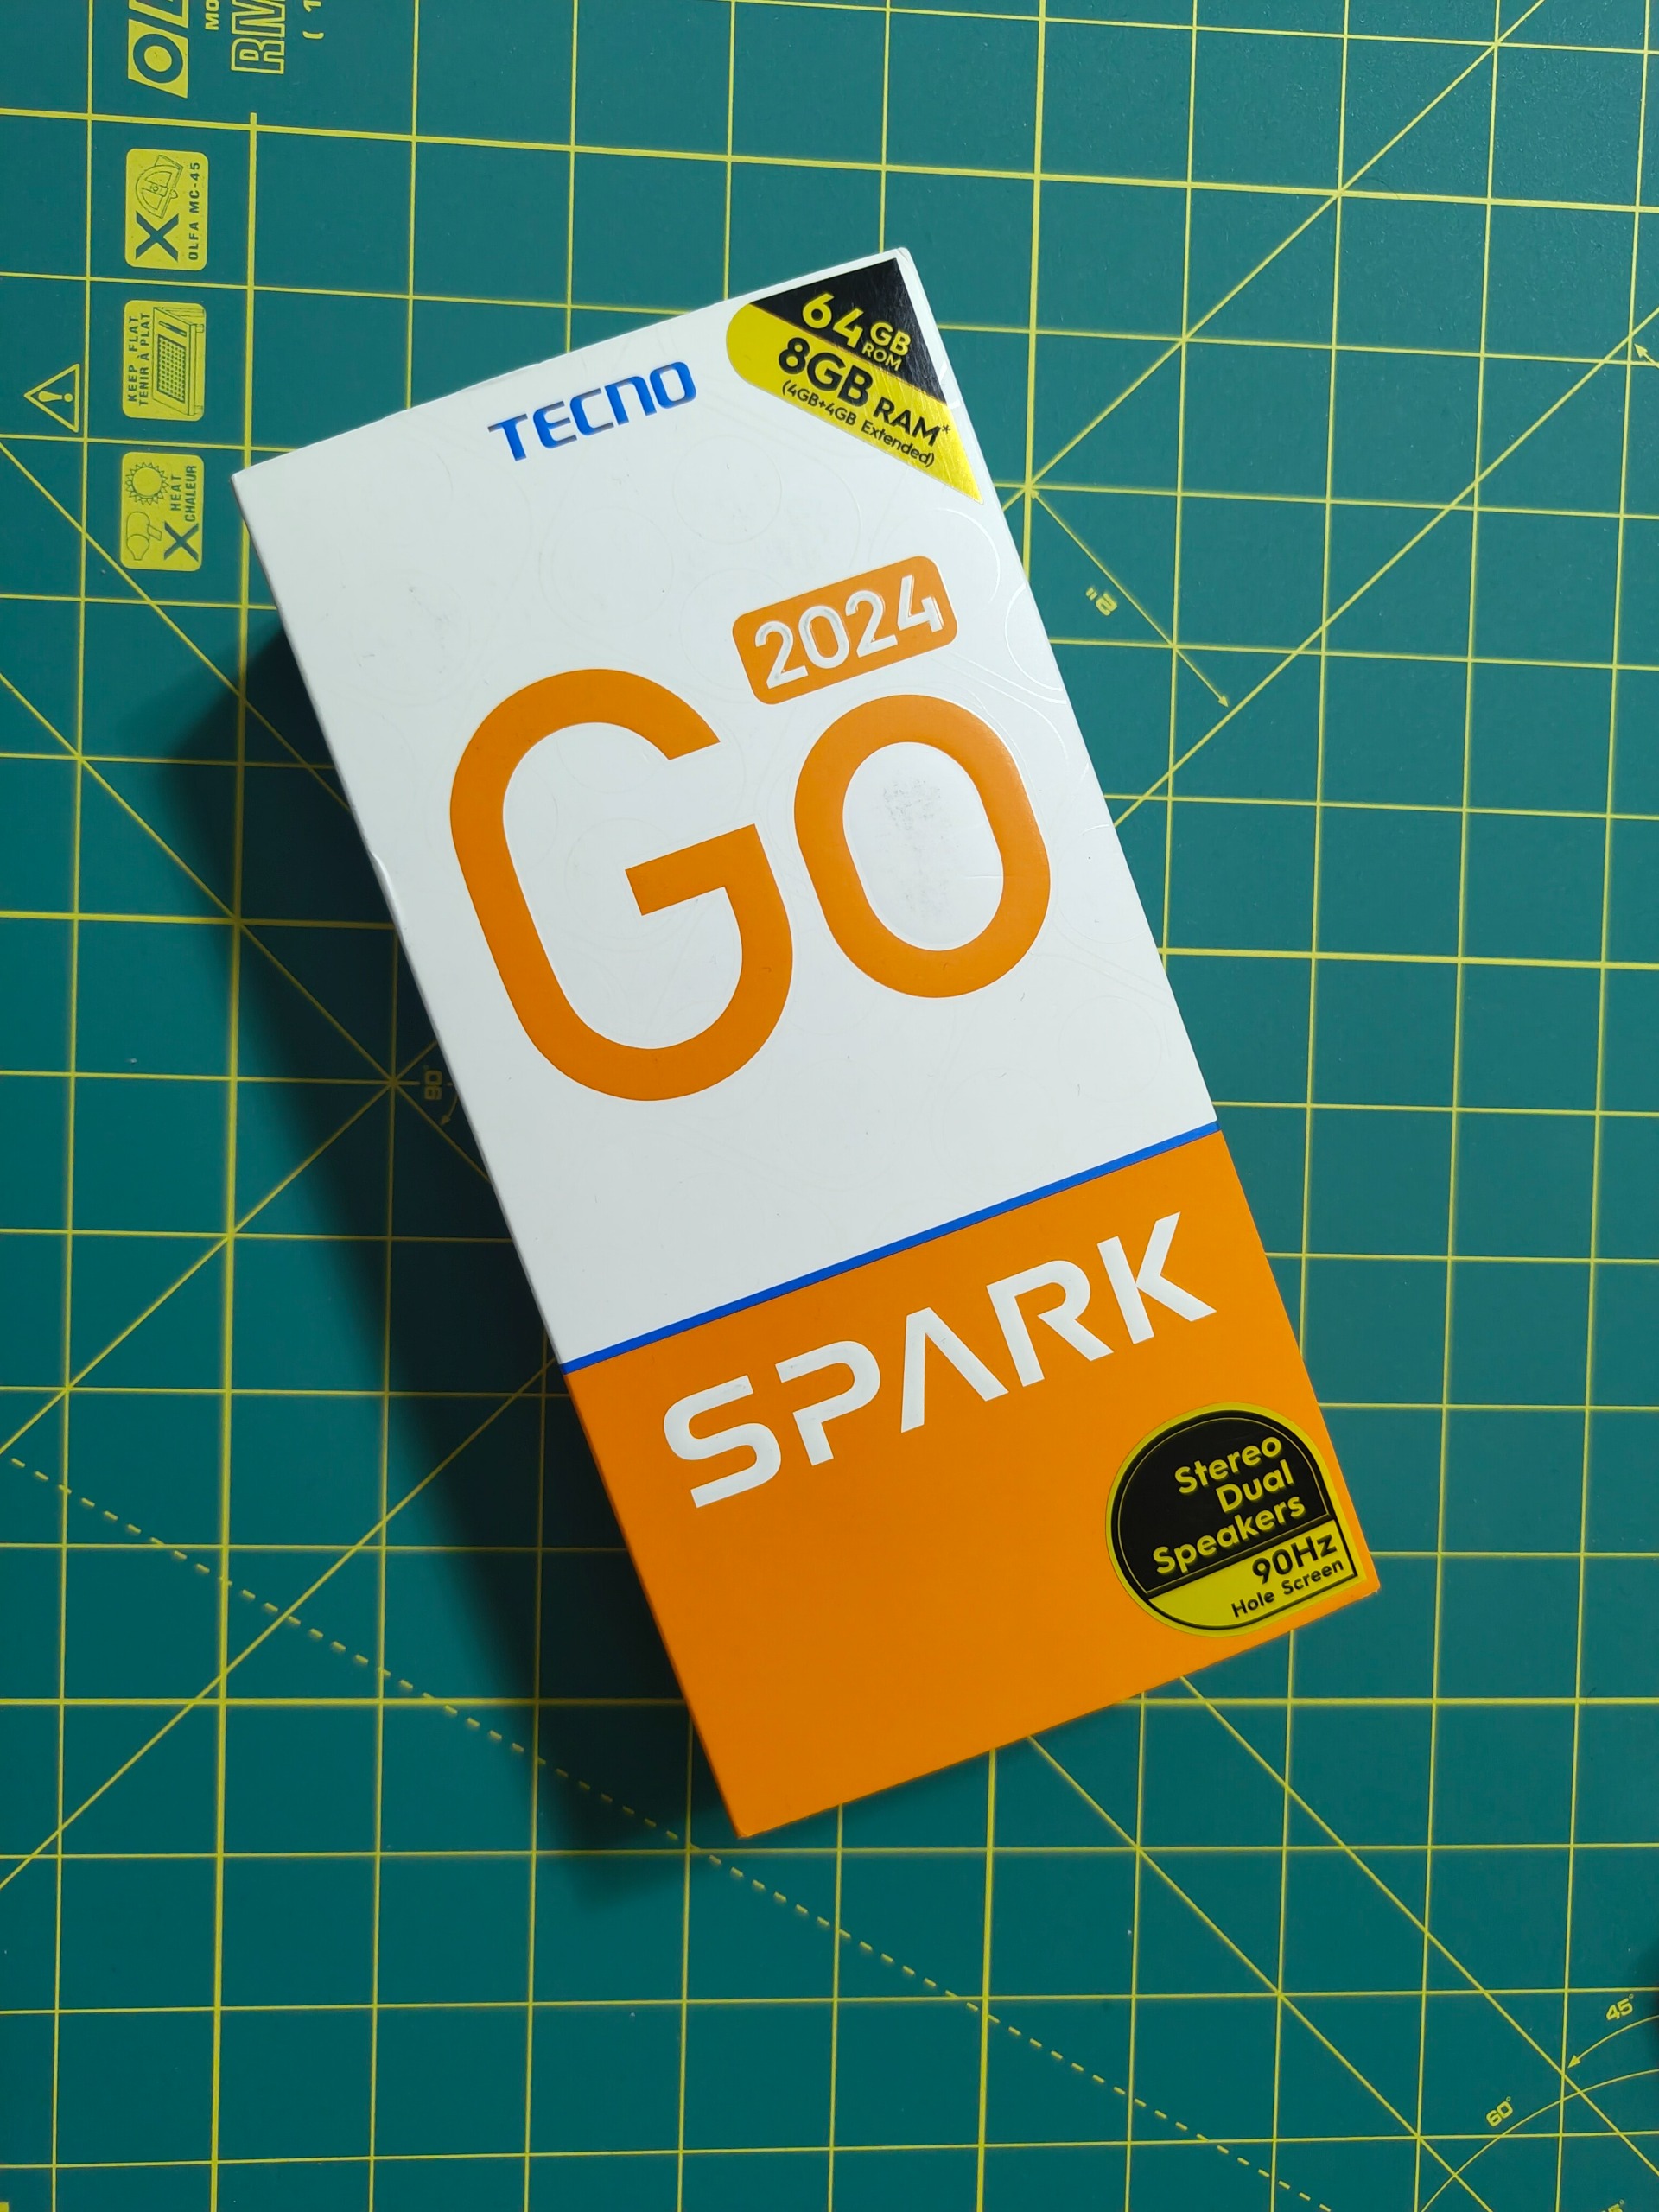 TECNO
64GB
ROM
8GB RAM*
(4GB+4GB Extended)
2024
Go
SPARK
Stereo
Dual
Speakers
90Hz
Hole Screen
OLFA MC-45
KEEP FLAT
TENIR À PLAT
HEAT
CHALEUR
90°
8"
45°
60°